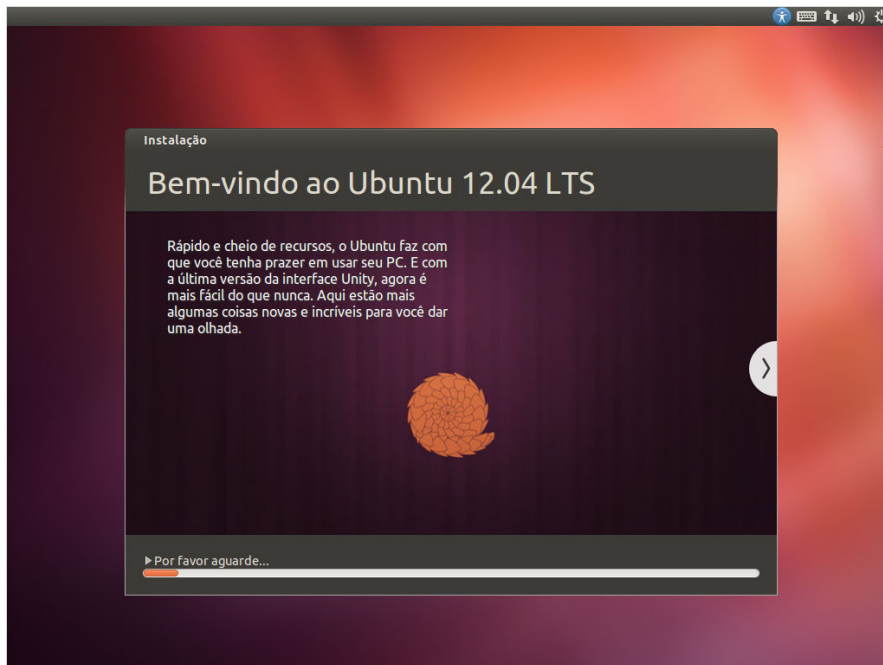 Instalação
Bem-vindo ao Ubuntu 12.04 LTS
Rápido e cheio de recursos, o Ubuntu faz com
que você tenha prazer em usar seu PC. E com
a última versão da interface Unity, agora é
mais fácil do que nunca. Aqui estão mais
algumas coisas novas e incríveis para você dar
uma olhada.
Por favor aguarde...